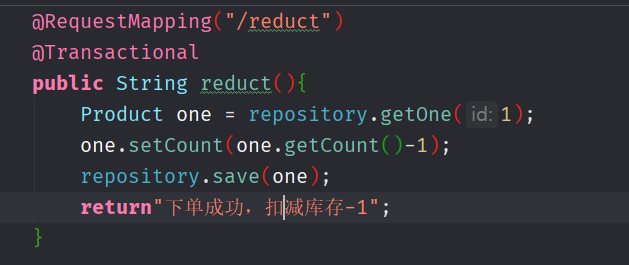 @RequestMapping("/reduct")
@Transactional
public String reduct(){
Product one = repository.getOne( id: 1);
one.setCount(one.getCount()-1);
repository.save(one);
return"下单成功，扣减库存-1";
}